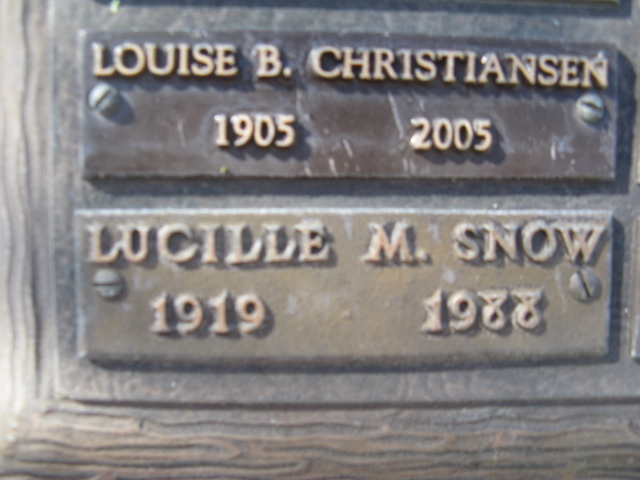 LOUISE B. CHRISTIANSEN
1905 2005
LUCILLE M. SNOW
1919 1988